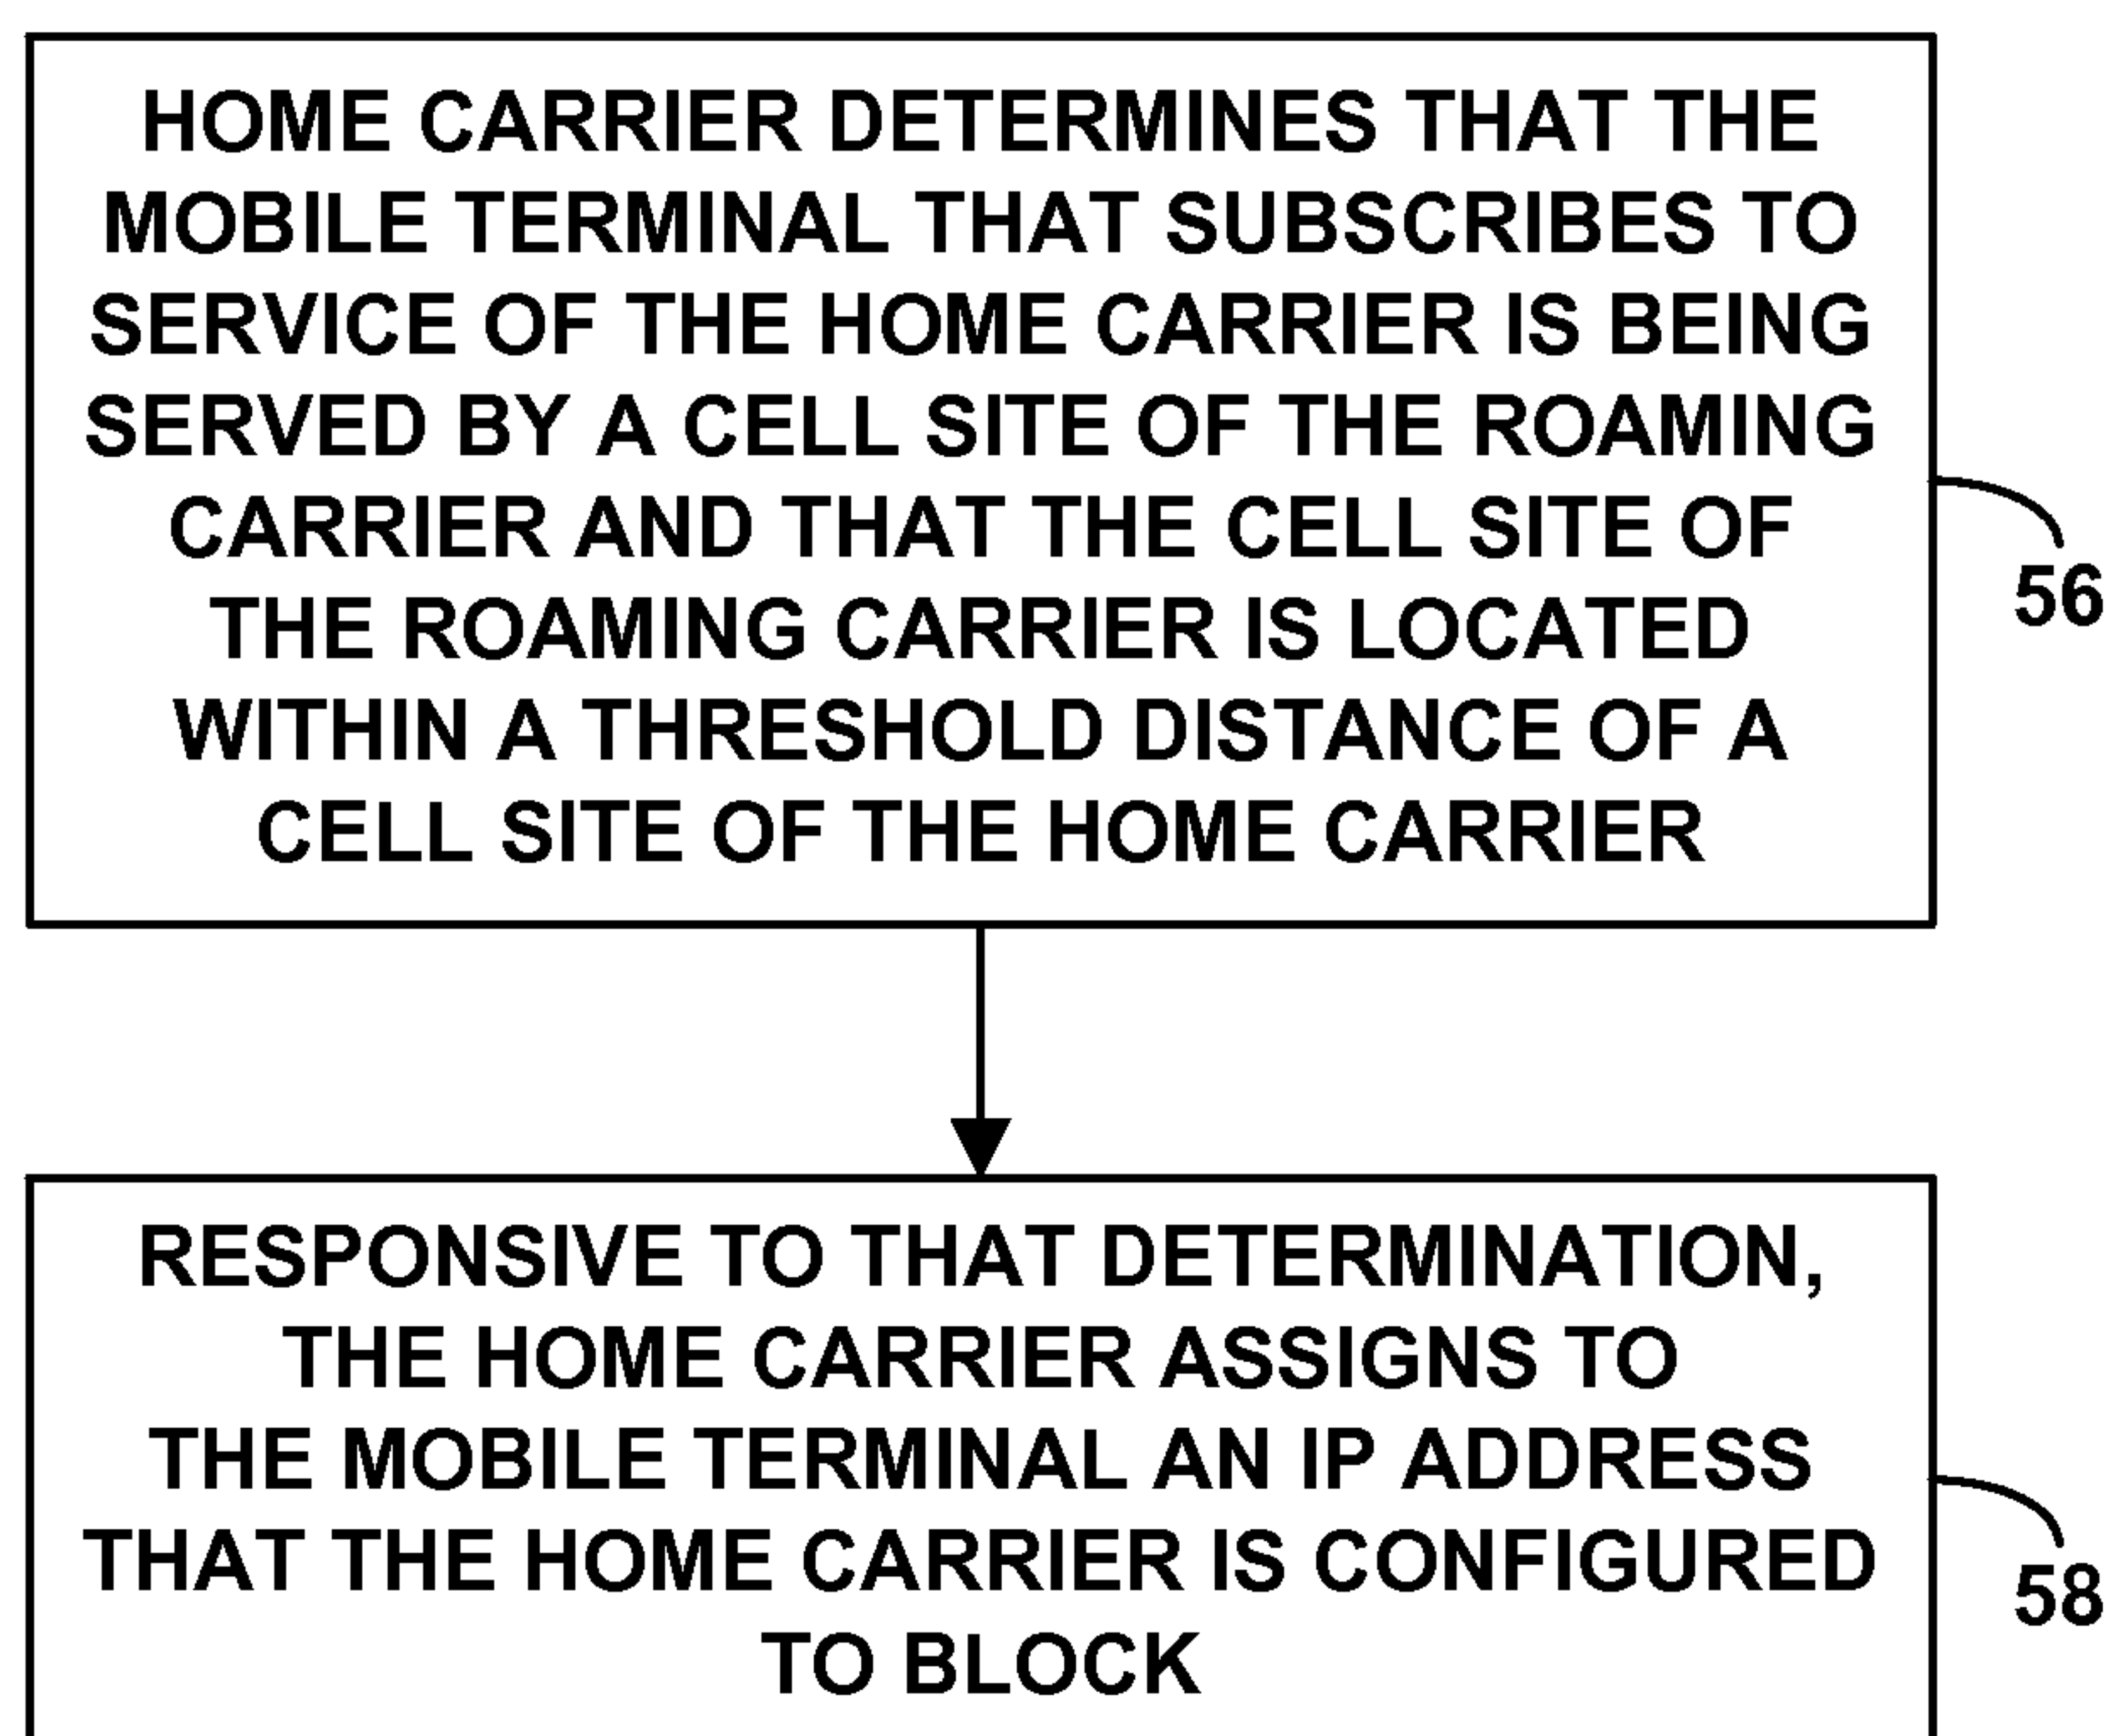 HOME CARRIER DETERMINES THAT THE
MOBILE TERMINAL THAT SUBSCRIBES TO
SERVICE OF THE HOME CARRIER IS BEING
SERVED BY A CELL SITE OF THE ROAMING
CARRIER AND THAT THE CELL SITE OF
THE ROAMING CARRIER IS LOCATED
WITHIN A THRESHOLD DISTANCE OF A
CELL SITE OF THE HOME CARRIER
56
RESPONSIVE TO THAT DETERMINATION,
THE HOME CARRIER ASSIGNS TO
THE MOBILE TERMINAL AN IP ADDRESS
THAT THE HOME CARRIER IS CONFIGURED
TO BLOCK
58